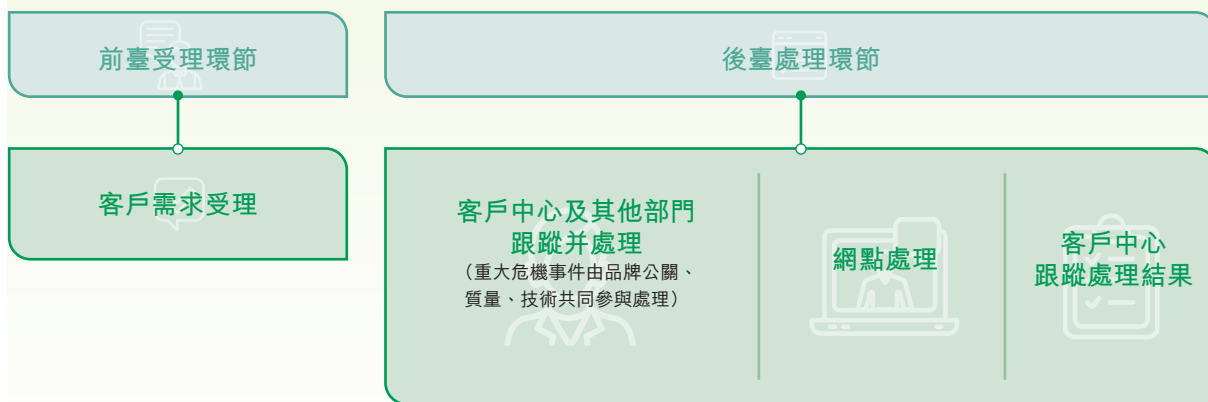 前臺受理環節
後臺處理環節
客戶需求受理
客戶中心及其他部門
跟蹤并處理
（重大危機事件由品牌公關、
質量、技術共同參與處理）
網點處理
客戶中心
跟蹤處理結果